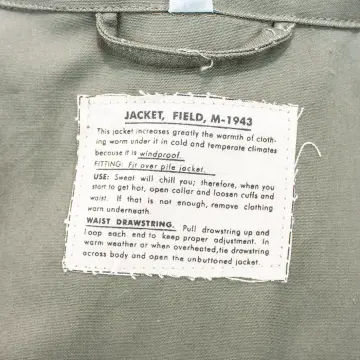 JACKET, FIELD, M-1943
This jacket increases greatly the warmth of cloth-
ing worn under it in cold and temperate climates
because it is windproof.
FITTING: Fit over pile jacket.
USE: Sweat will chill you; therefore, when you
start to get hot, open collar and loosen cuffs and
waist. If that is not enough, remove clothing
worn underneath.
WAIST DRAWSTRING. Pull drawstring up and
loop each end to keep proper adjustment. In
warm weather or when overheated, tie drawstring
across body and open the unbuttoned jacket.